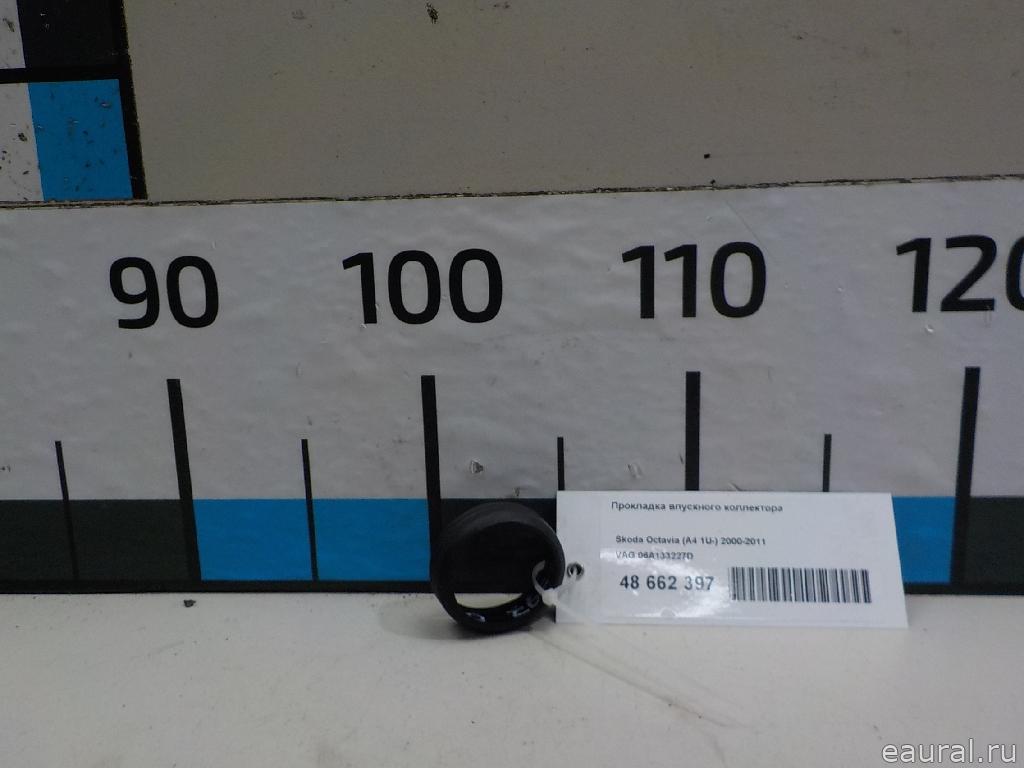 90 100 110 120
Прокладка впускного коллектора
Skoda Octavia (A4 1U-) 2000-2011
VAG 06A133227D
48 662 397
eaural.ru